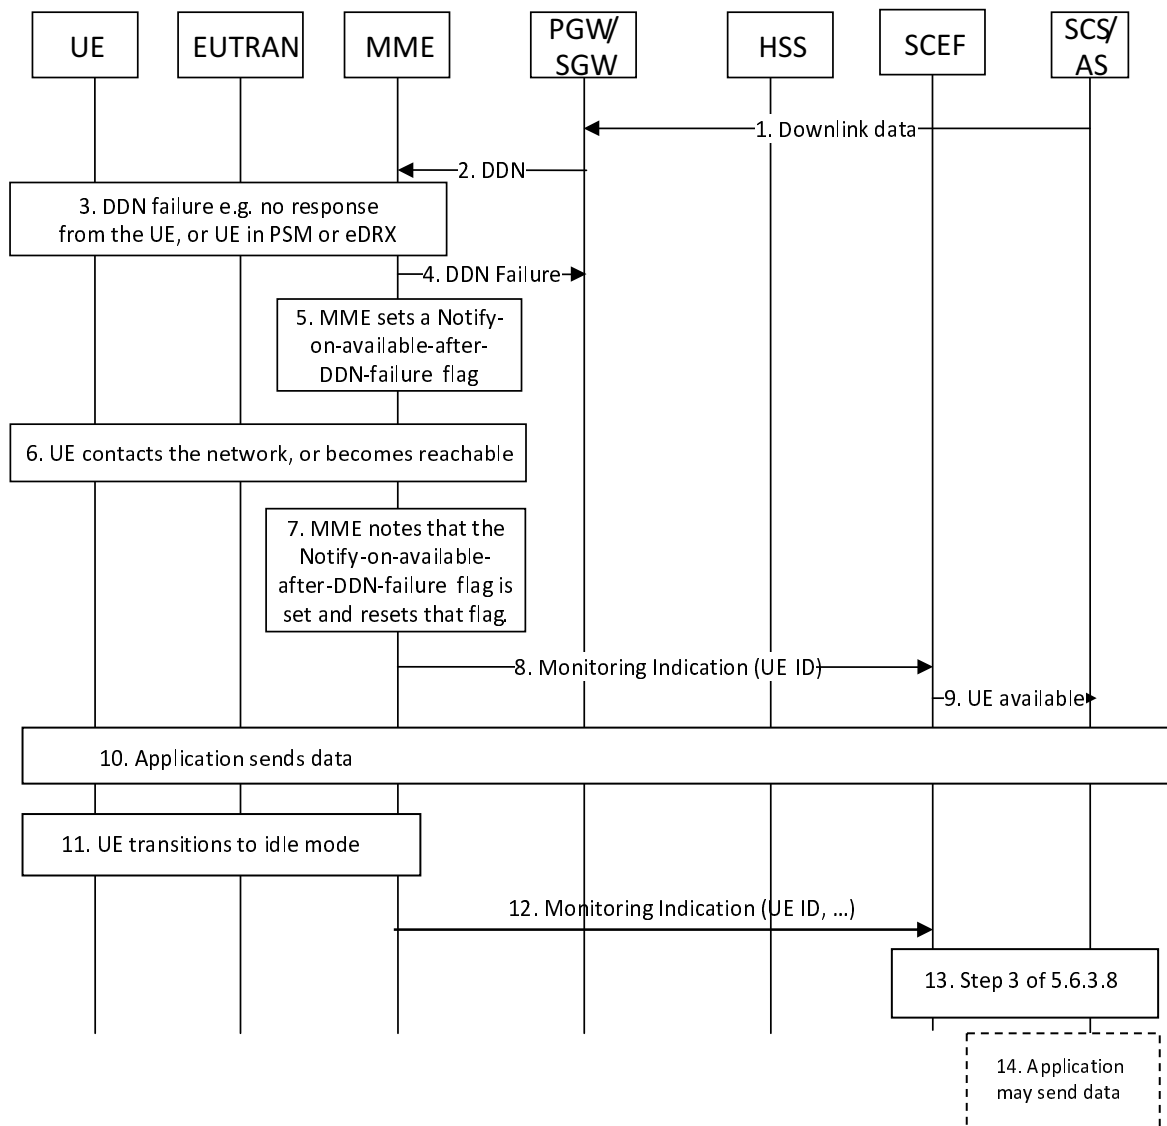 UE
EUTRAN
MME
PGW/
SGW
HSS
SCEF
SCS/
AS
1. Downlink data
2. DDN
3. DDN failure e.g. no response
from the UE, or UE in PSM or eDRX
4. DDN Failure
5. MME sets a Notify-
on-available-after-
DDN-failure flag
6. UE contacts the network, or becomes reachable
7. MME notes that the
Notify-on-available-
after-DDN-failure flag is
set and resets that flag.
8. Monitoring Indication (UE ID)
9. UE available
10. Application sends data
11. UE transitions to idle mode
12. Monitoring Indication (UE ID, ...)
13. Step 3 of 5.6.3.8
14. Application
may send data